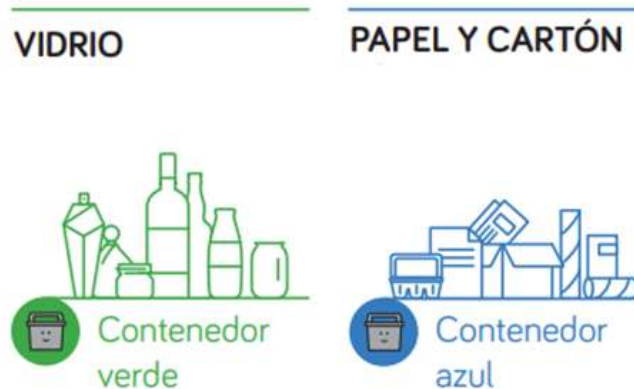 VIDRIO
Contenedor
verde
PAPEL Y CARTÓN
Contenedor
azul